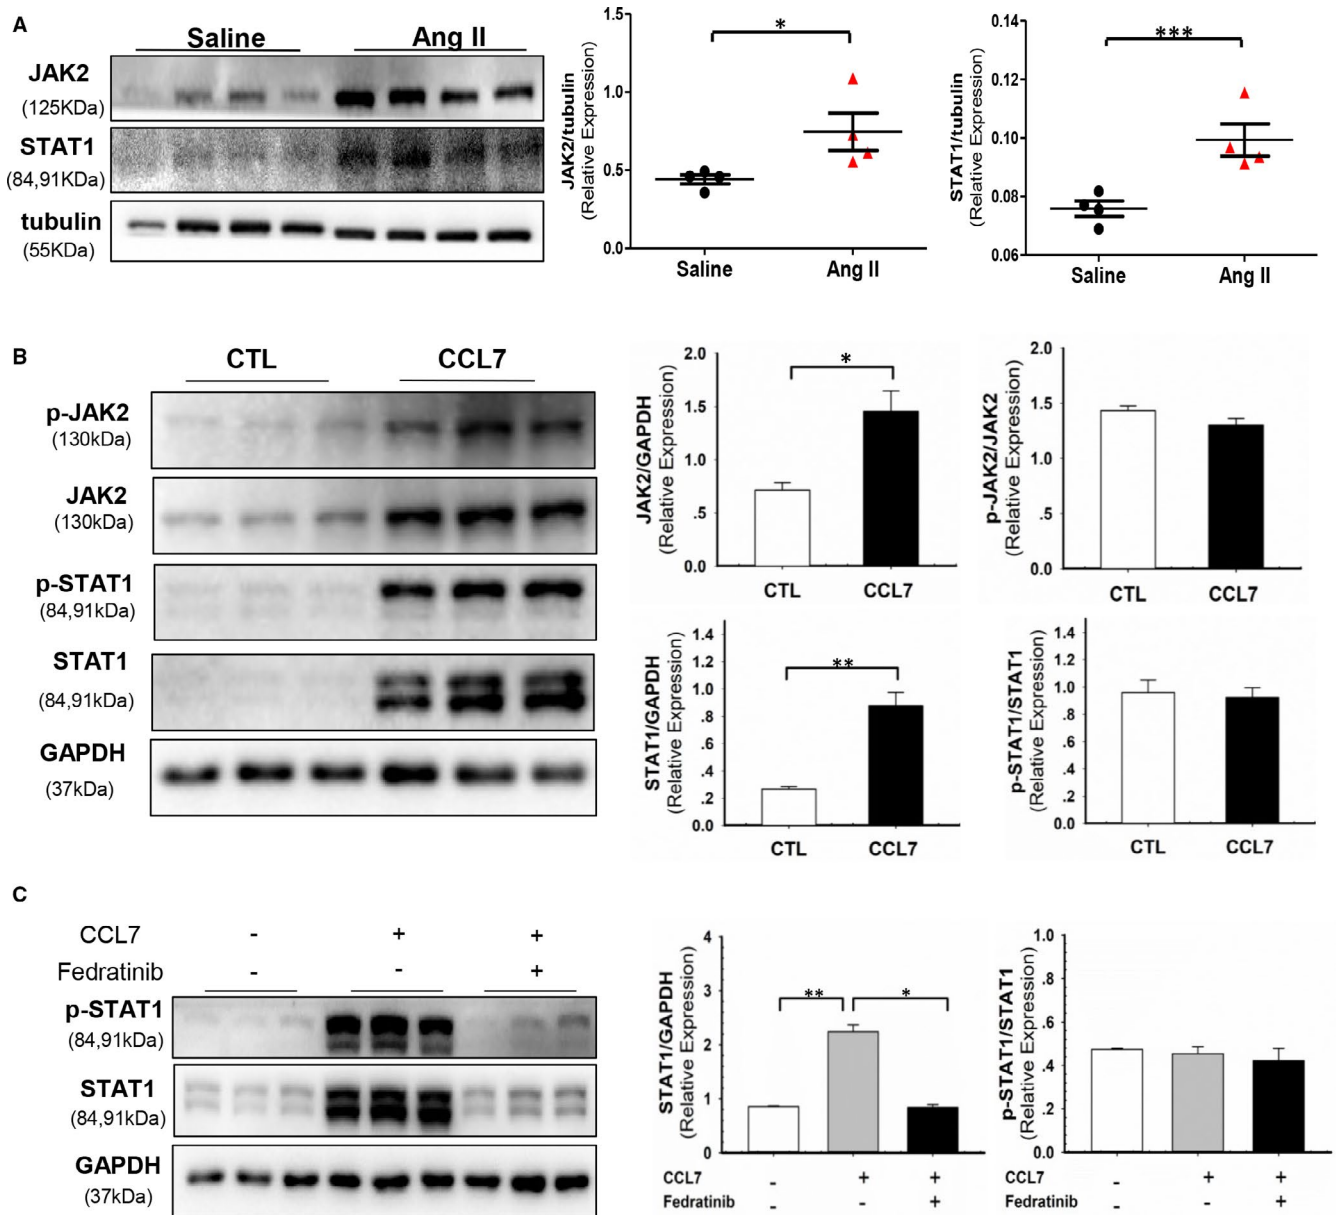 A
Saline Ang II
JAK2
(125KDa)
STAT1
(84,91KDa)
tubulin
(55KDa)
JAK2/tubulin
(Relative Expression)
1.5
1.0
0.5
0.0
*
Saline Ang II
STAT1/tubulin
(Relative Expression)
0.14
0.12
0.10
0.08
0.06
***
Saline Ang II
B
CTL CCL7
p-JAK2
(130kDa)
JAK2
(130kDa)
p-STAT1
(84,91kDa)
STAT1
(84,91kDa)
GAPDH
(37kDa)
JAK2/GAPDH
(Relative Expression)
2.0
1.5
1.0
.5
0.0
*
CTL CCL7
p-JAK2/JAK2
(Relative Expression)
2.0
1.5
1.0
.5
0.0
CTL CCL7
STAT1/GAPDH
(Relative Expression)
1.4
1.2
1.0
.8
.6
.4
.2
0.0
**
CTL CCL7
p-STAT1/STAT1
(Relative Expression)
1.4
1.2
1.0
.8
.6
.4
.2
0.0
CTL CCL7
C
CCL7 - + +
Fedratinib - - +
p-STAT1
(84,91kDa)
STAT1
(84,91kDa)
GAPDH
(37kDa)
STAT1/GAPDH
(Relative Expression)
4
3
2
1
0
** *
CCL7 - + +
Fedratinib - - +
p-STAT1/STAT1
(Relative Expression)
1.0
.8
.6
.4
.2
0.0
CCL7 - + +
Fedratinib - - +